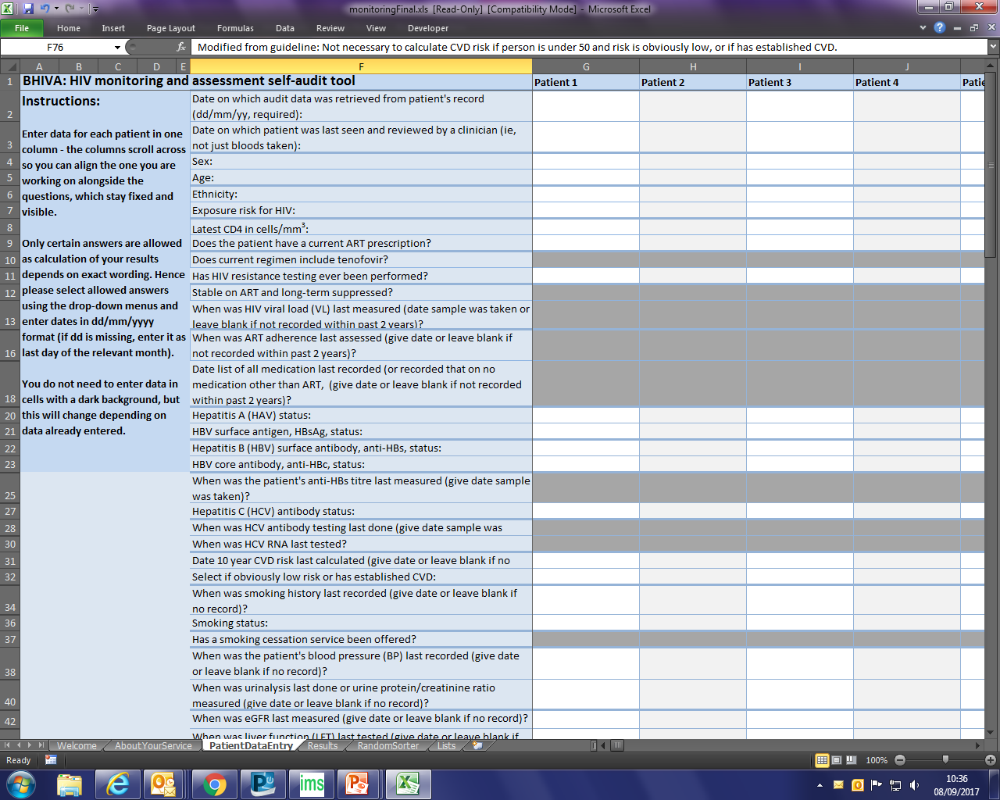 monitoringFinal.xls [Read-Only] [Compatibility Mode] - Microsoft Excel
File Home Insert Page Layout Formulas Data Review View Developer
F76 fx Modified from guideline: Not necessary to calculate CVD risk if person is under 50 and risk is obviously low, or if has established CVD.
A B C D E F G H I J
1 BHIVA: HIV monitoring and assessment self-audit tool Patient 1 Patient 2 Patient 3 Patient 4 Patie
Instructions:
Enter data for each patient in one
column - the columns scroll across
so you can align the one you are
working on alongside the
questions, which stay fixed and
visible.
Only certain answers are allowed
as calculation of your results
depends on exact wording. Hence
please select allowed answers
using the drop-down menus and
enter dates in dd/mm/yyyy
format (if dd is missing, enter it as
last day of the relevant month).
You do not need to enter data in
cells with a dark background, but
this will change depending on
data already entered.
Date on which audit data was retrieved from patient's record
2 (dd/mm/yy, required):
Date on which patient was last seen and reviewed by a clinician (ie,
3 not just bloods taken):
4 Sex:
5 Age:
6 Ethnicity:
7 Exposure risk for HIV:
8 Latest CD4 in cells/mm³:
9 Does the patient have a current ART prescription?
10 Does current regimen include tenofovir?
11 Has HIV resistance testing ever been performed?
12 Stable on ART and long-term suppressed?
When was HIV viral load (VL) last measured (date sample was taken or
13 leave blank if not recorded within past 2 years)?
When was ART adherence last assessed (give date or leave blank if
16 not recorded within past 2 years)?
Date list of all medication last recorded (or recorded that on no
medication other than ART, (give date or leave blank if not recorded
18 within past 2 years)?
20 Hepatitis A (HAV) status:
21 HBV surface antigen, HBsAg, status:
22 Hepatitis B (HBV) surface antibody, anti-HBs, status:
23 HBV core antibody, anti-HBc, status:
When was the patient's anti-HBs titre last measured (give date sample
25 was taken)?
27 Hepatitis C (HCV) antibody status:
28 When was HCV antibody testing last done (give date sample was
30 When was HCV RNA last tested?
31 Date 10 year CVD risk last calculated (give date or leave blank if no
32 Select if obviously low risk or has established CVD:
When was smoking history last recorded (give date or leave blank if
34 no record)?
36 Smoking status:
37 Has a smoking cessation service been offered?
When was the patient's blood pressure (BP) last recorded (give date
38 or leave blank if no record)?
When was urinalysis last done or urine protein/creatinine ratio
40 measured (give date or leave blank if no record)?
42 When was eGFR last measured (give date or leave blank if no record)?
When was liver function (LFT) last tested (give date or leave blank if
Welcome AboutYourService PatientDataEntry Results RandomSorter Lists
Ready 100%
ims
10:36
08/09/2017